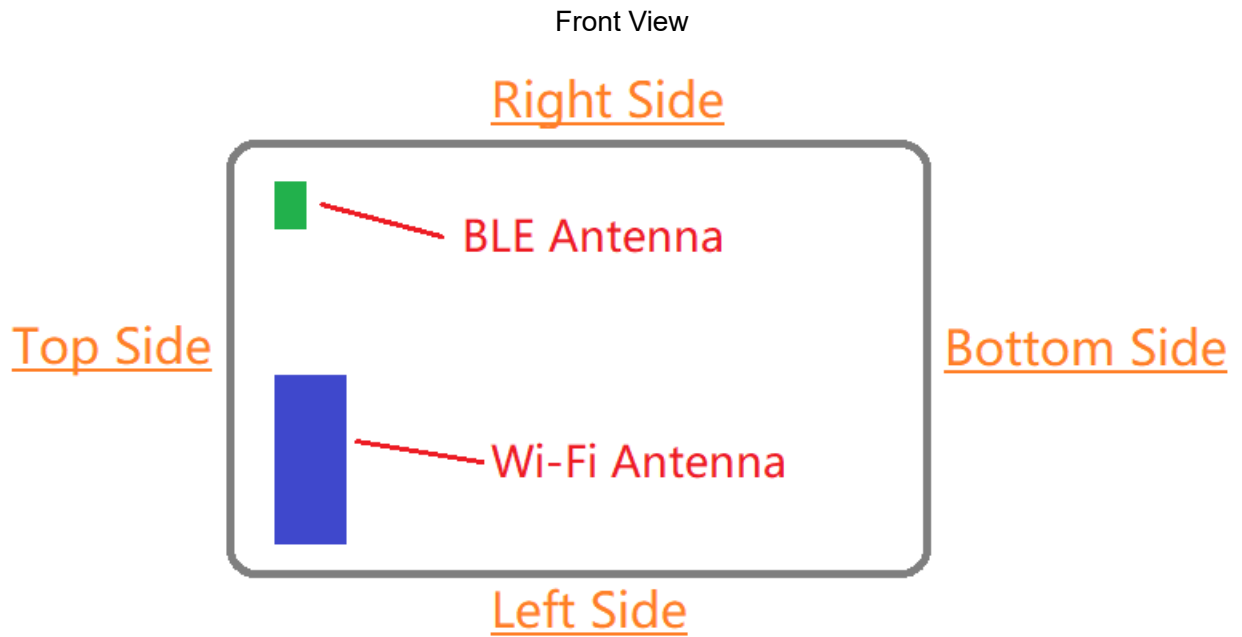 Front View
Right Side
BLE Antenna
Top Side
Bottom Side
Wi-Fi Antenna
Left Side